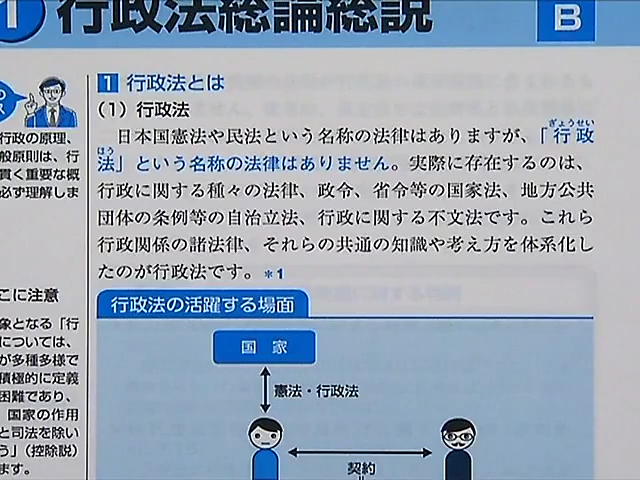 1 行政法総論総説 B
1 行政法とは
(1) 行政法
日本国憲法や民法という名称の法律はありますが、「行政
ぎょうせい
法」という名称の法律はありません。実際に存在するのは、
ほう
行政に関する種々の法律、政令、省令等の国家法、地方公共
団体の条例等の自治立法、行政に関する不文法です。これら
行政関係の諸法律、それらの共通の知識や考え方を体系化し
たのが行政法です。*1
行政法の活躍する場面
国 家
憲法・行政法
契約
行政の原理、
般原則は、行
貫く重要な概
必ず理解しま
こに注意
象となる「行
については、
が多種多様で
積極的に定義
困難であり、
国家の作用
と司法を除い
う」(控除説)
ます。